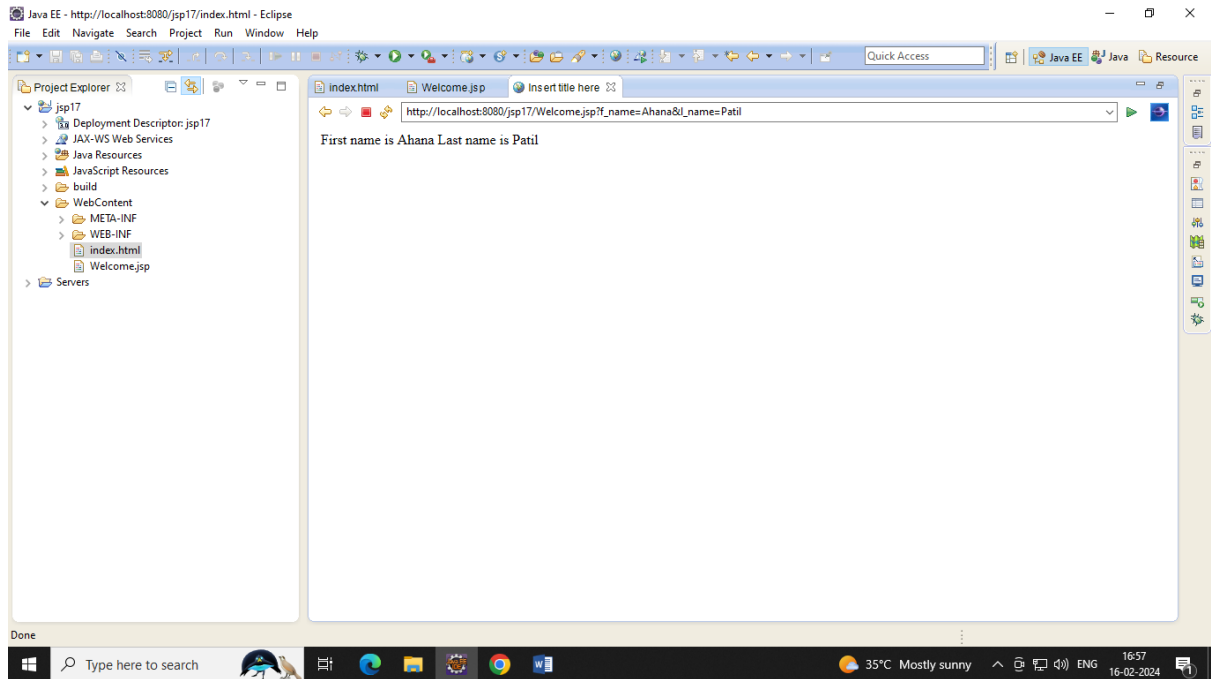 Java EE - http://localhost:8080/jsp17/index.html - Eclipse
File Edit Navigate Search Project Run Window Help
Quick Access
Java EE Java Resource
Project Explorer
index.html Welcome.jsp Insert title here
jsp17
http://localhost:8080/jsp17/Welcome.jsp?f_name=Ahana&l_name=Patil
Deployment Descriptor: jsp17
First name is Ahana Last name is Patil
JAX-WS Web Services
Java Resources
JavaScript Resources
build
WebContent
META-INF
WEB-INF
index.html
Welcome.jsp
Servers
Done
Type here to search
35°C Mostly sunny
ENG
16:57
16-02-2024